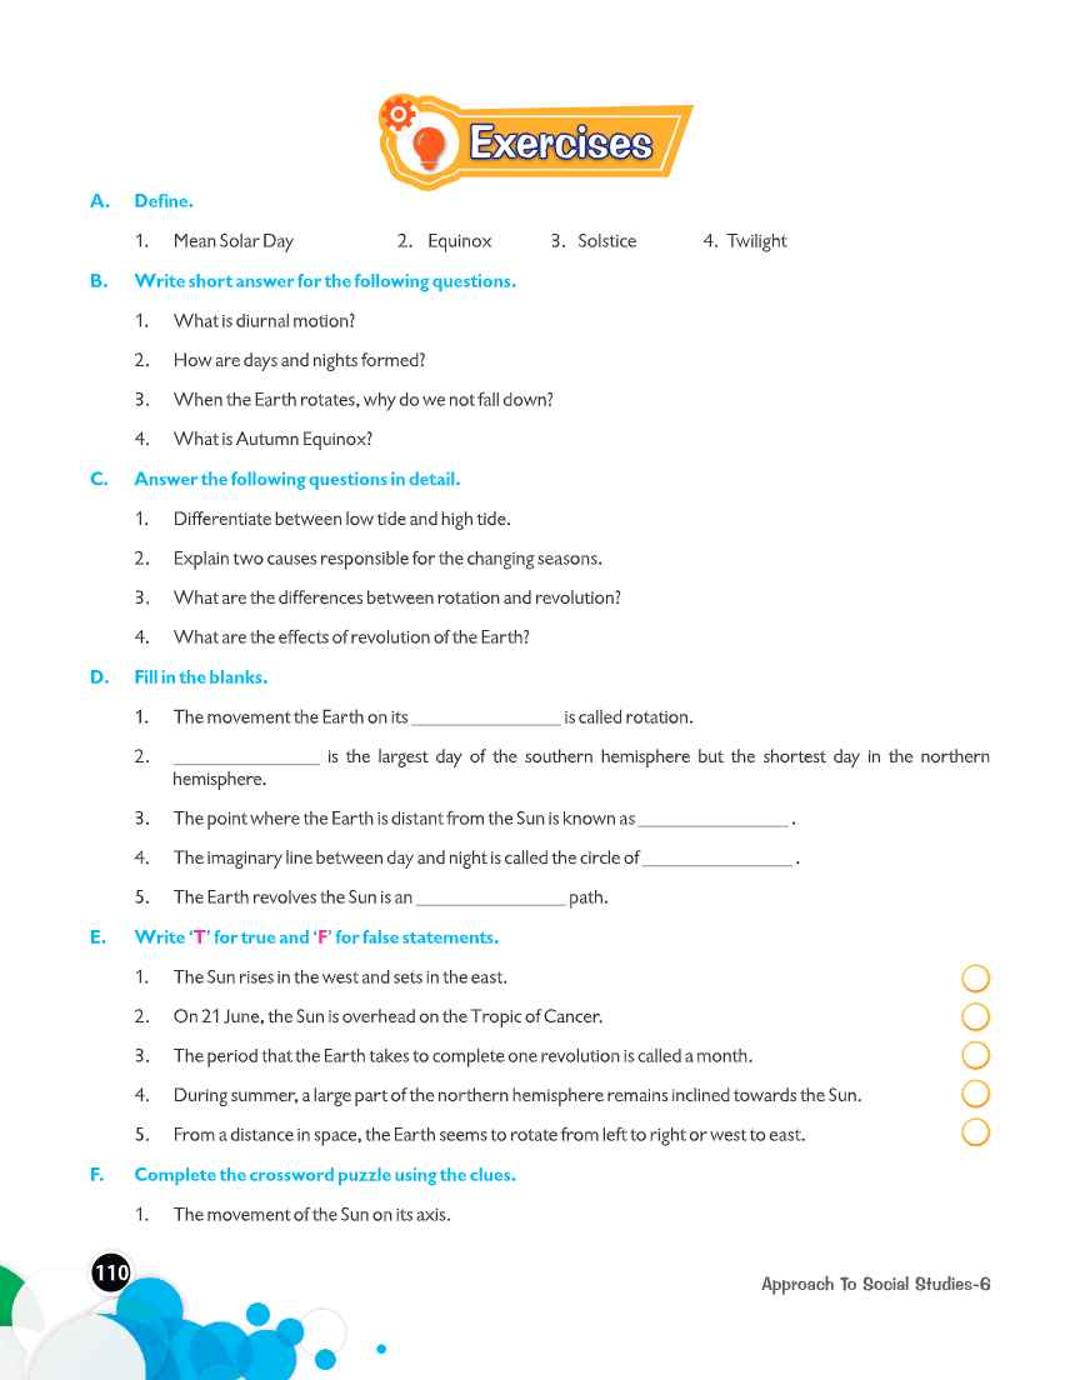 Exercises
A. Define.
1. Mean Solar Day 2. Equinox 3. Solstice 4. Twilight
B. Write short answer for the following questions.
1. What is diurnal motion?
2. How are days and nights formed?
3. When the Earth rotates, why do we not fall down?
4. What is Autumn Equinox?
C. Answer the following questions in detail.
1. Differentiate between low tide and high tide.
2. Explain two causes responsible for the changing seasons.
3. What are the differences between rotation and revolution?
4. What are the effects of revolution of the Earth?
D. Fill in the blanks.
1. The movement the Earth on its ________________ is called rotation.
2. ________________ is the largest day of the southern hemisphere but the shortest day in the northern
hemisphere.
3. The point where the Earth is distant from the Sun is known as ________________ .
4. The imaginary line between day and night is called the circle of ________________ .
5. The Earth revolves the Sun is an ________________ path.
E. Write ‘T’ for true and ‘F’ for false statements.
1. The Sun rises in the west and sets in the east.
2. On 21 June, the Sun is overhead on the Tropic of Cancer.
3. The period that the Earth takes to complete one revolution is called a month.
4. During summer, a large part of the northern hemisphere remains inclined towards the Sun.
5. From a distance in space, the Earth seems to rotate from left to right or west to east.
F. Complete the crossword puzzle using the clues.
1. The movement of the Sun on its axis.
110
Approach To Social Studies-6